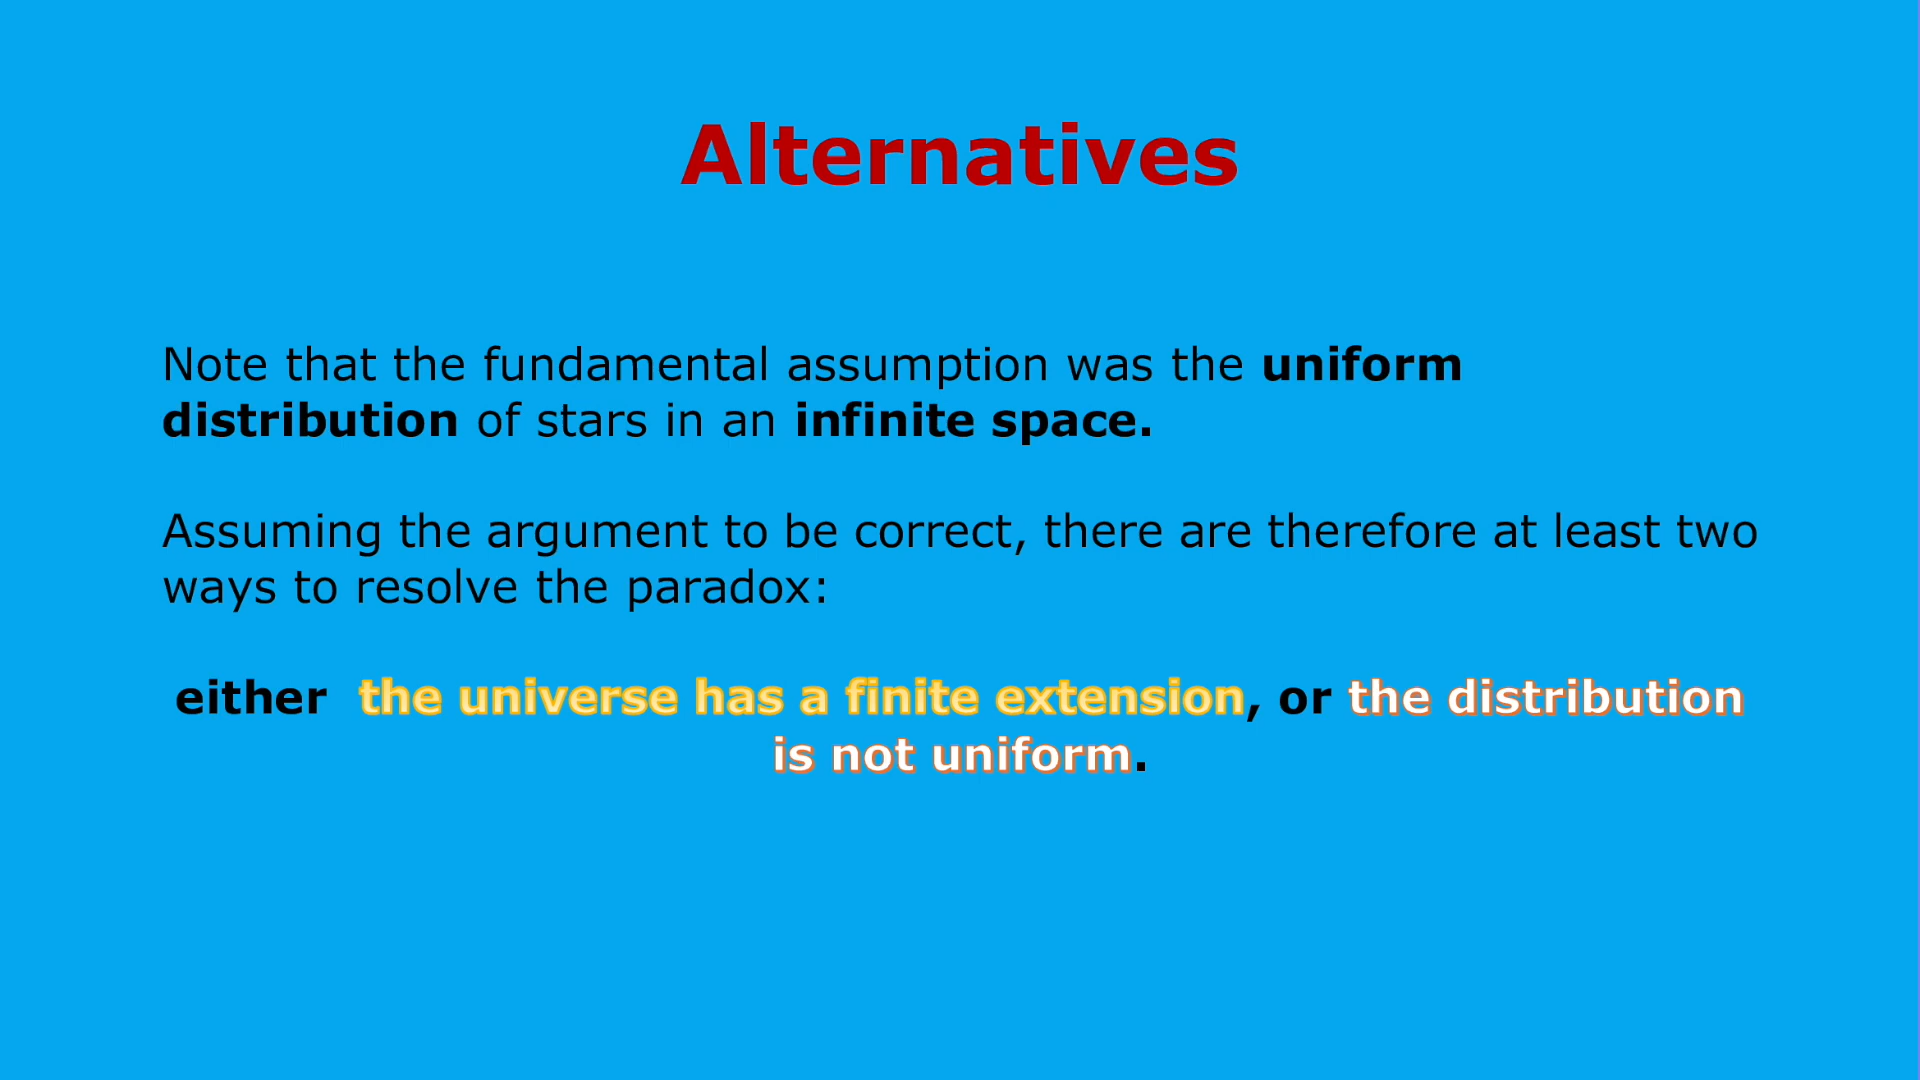 Alternatives
Note that the fundamental assumption was the uniform
distribution of stars in an infinite space.
Assuming the argument to be correct, there are therefore at least two
ways to resolve the paradox:
either the universe has a finite extension, or the distribution
is not uniform.